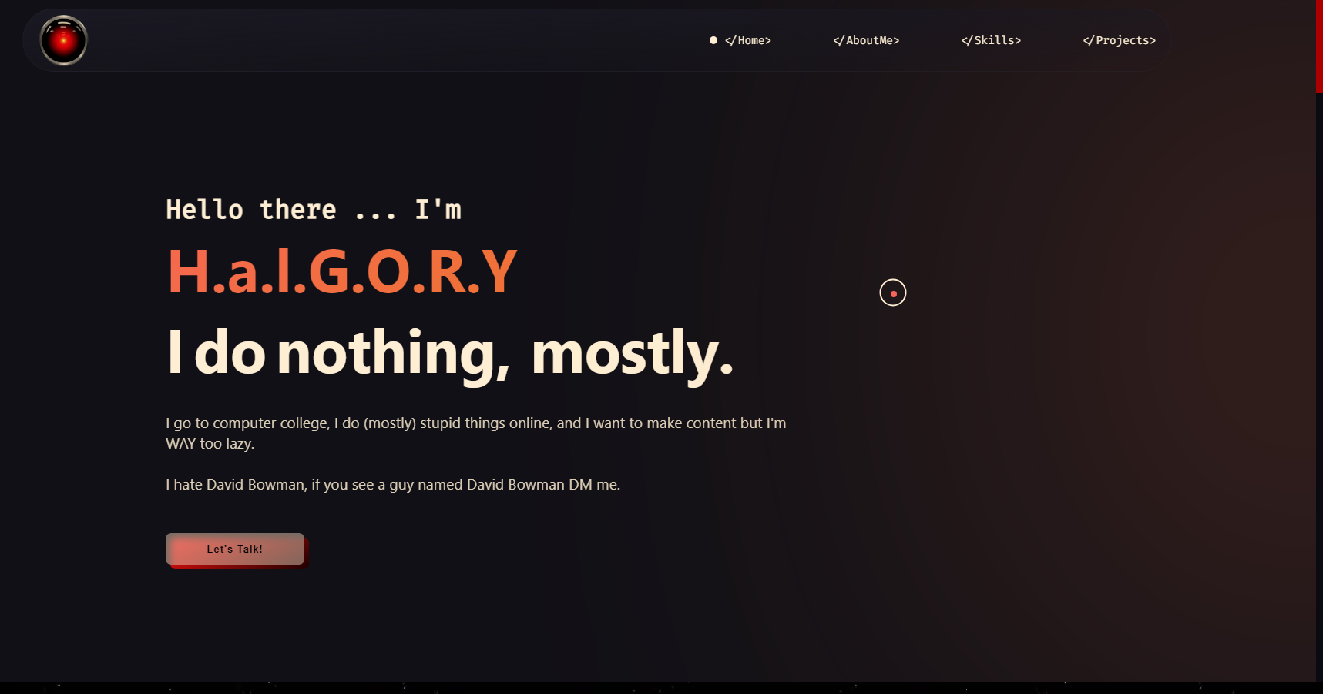 </Home>
</AboutMe>
</Skills>
</Projects>
Hello there ... I'm
H.a.l.G.O.R.Y
I do nothing, mostly.
I go to computer college, I do (mostly) stupid things online, and I want to make content but I'm
WAY too lazy.
I hate David Bowman, if you see a guy named David Bowman DM me.
Let's Talk!